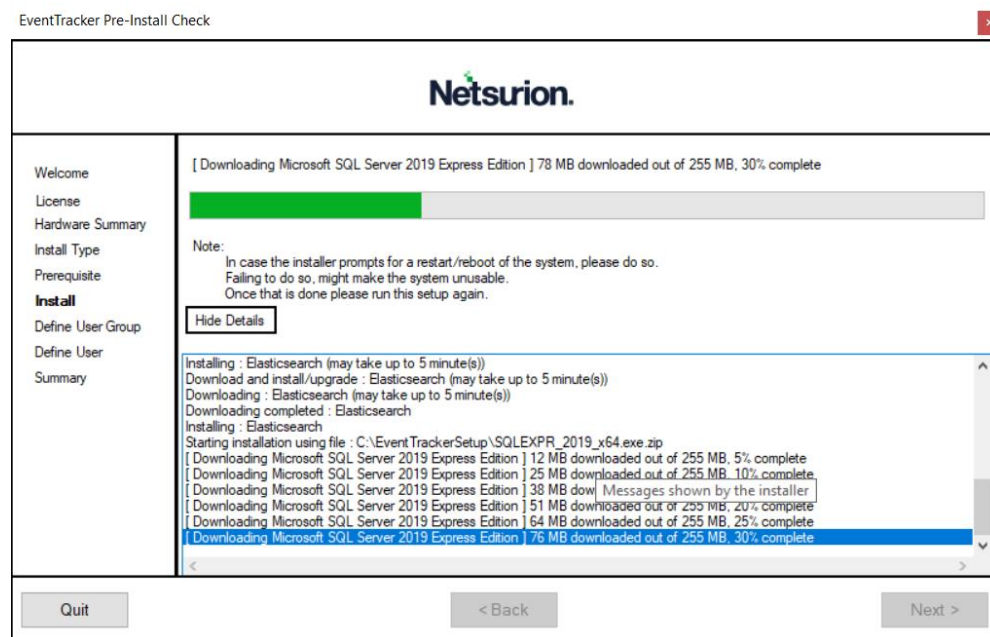 EventTracker Pre-Install Check
Netsurion.
Welcome
License
Hardware Summary
Install Type
Prerequisite
Install
Define User Group
Define User
Summary
[ Downloading Microsoft SQL Server 2019 Express Edition ] 78 MB downloaded out of 255 MB, 30% complete
Note:
In case the installer prompts for a restart/reboot of the system, please do so.
Failing to do so, might make the system unusable.
Once that is done please run this setup again.
Hide Details
Installing : Elasticsearch (may take up to 5 minute(s))
Download and install/upgrade : Elasticsearch (may take up to 5 minute(s))
Downloading : Elasticsearch (may take up to 5 minute(s))
Downloading completed : Elasticsearch
Installing : Elasticsearch
Starting installation using file : C:\EventTrackerSetup\SQLEXPR_2019_x64.exe.zip
[ Downloading Microsoft SQL Server 2019 Express Edition ] 12 MB downloaded out of 255 MB, 5% complete
[ Downloading Microsoft SQL Server 2019 Express Edition ] 25 MB downloaded out of 255 MB, 10% complete
[ Downloading Microsoft SQL Server 2019 Express Edition ] 38 MB dow
Messages shown by the installer
[ Downloading Microsoft SQL Server 2019 Express Edition ] 51 MB downloaded out of 255 MB, 20% complete
[ Downloading Microsoft SQL Server 2019 Express Edition ] 64 MB downloaded out of 255 MB, 25% complete
[ Downloading Microsoft SQL Server 2019 Express Edition ] 76 MB downloaded out of 255 MB, 30% complete
Quit
< Back
Next >